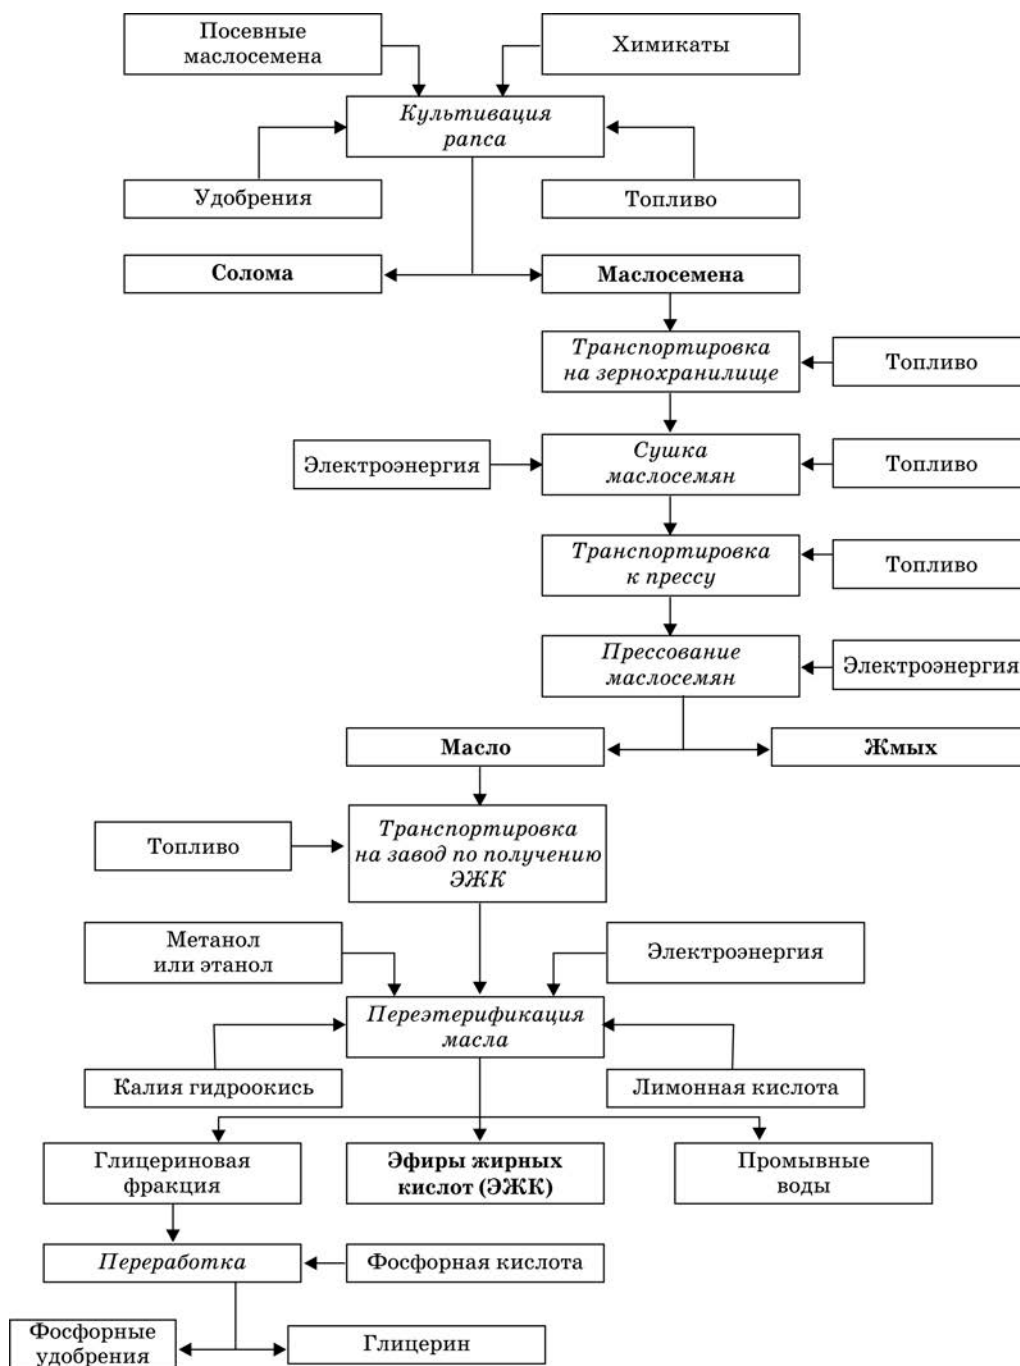 Посевные
маслосемена
Химикаты
Культивация
рапса
Удобрения
Топливо
Солома
Маслосемена
Транспортировка
на зернохранилище
Топливо
Электроэнергия
Сушка
маслосемян
Топливо
Транспортировка
к прессу
Топливо
Прессование
маслосемян
Электроэнергия
Масло
Жмых
Топливо
Транспортировка
на завод по получению
ЭЖК
Метанол
или этанол
Электроэнергия
Переэтерификация
масла
Калия гидроокись
Лимонная кислота
Глицериновая
фракция
Эфиры жирных
кислот (ЭЖК)
Промывные
воды
Переработка
Фосфорная кислота
Фосфорные
удобрения
Глицерин